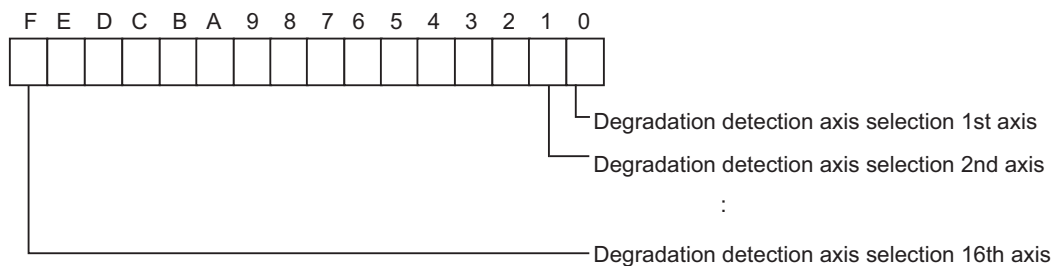 F E D C B A 9 8 7 6 5 4 3 2 1 0
Degradation detection axis selection 1st axis
Degradation detection axis selection 2nd axis
:
Degradation detection axis selection 16th axis